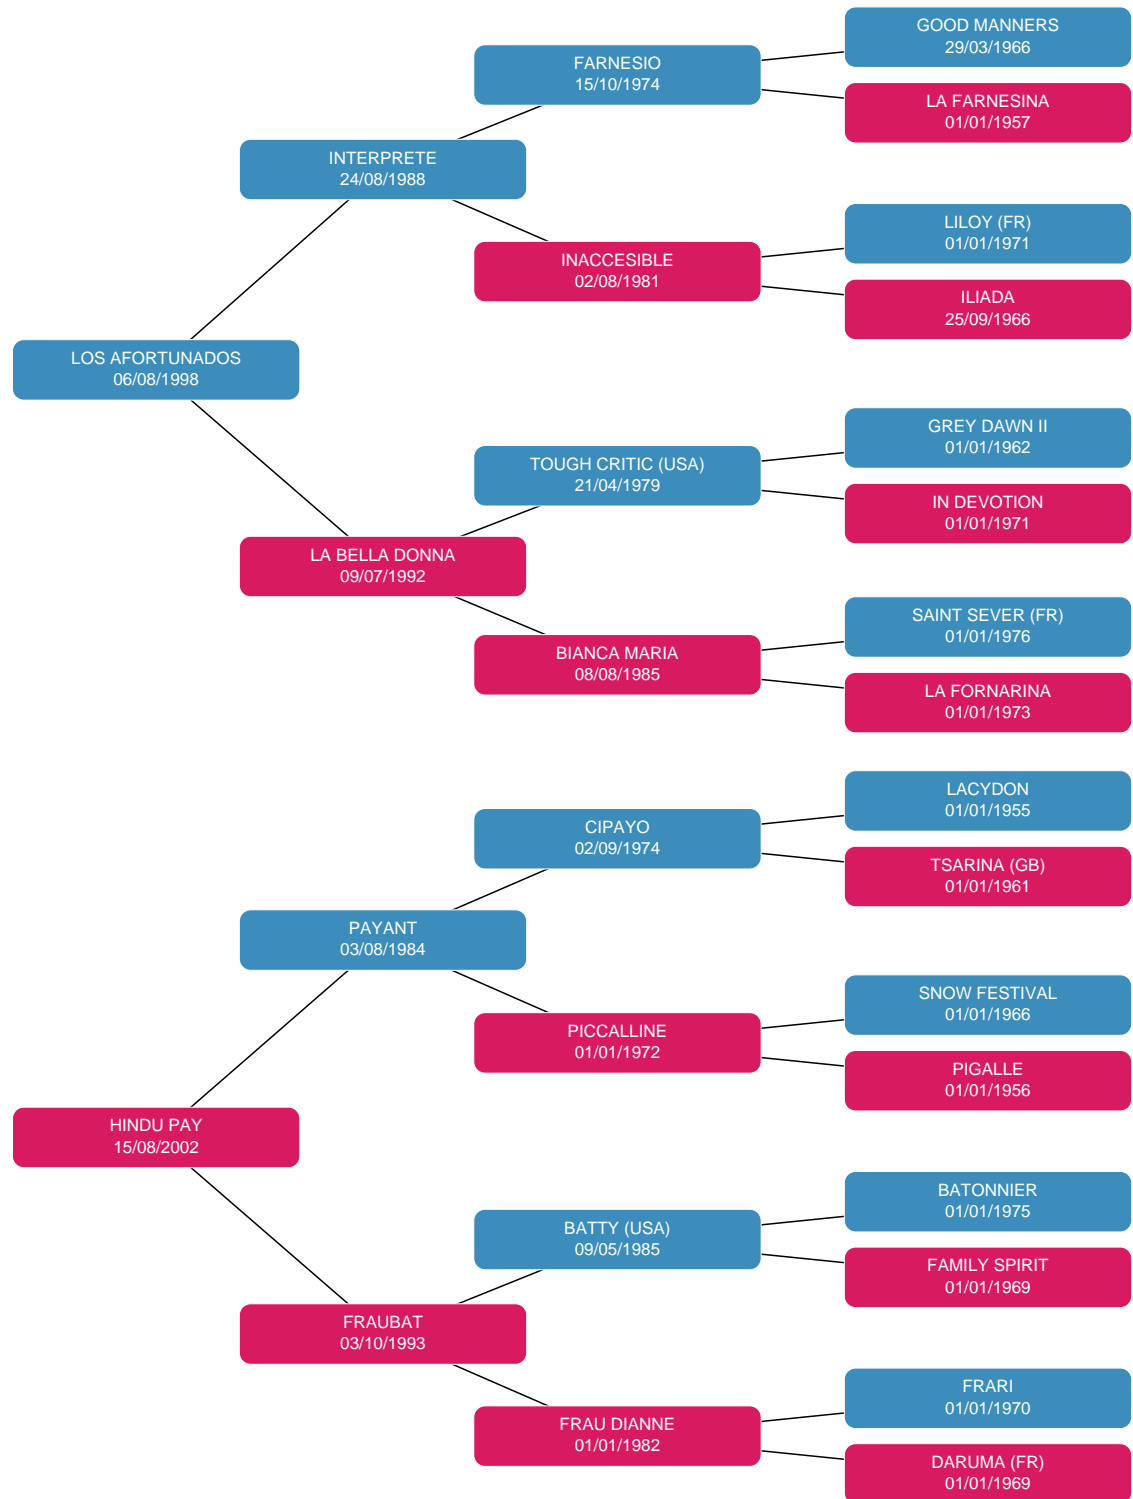 GOOD MANNERS
29/03/1966
FARNESIO
15/10/1974
LA FARNESINA
01/01/1957
INTERPRETE
24/08/1988
LILOY (FR)
01/01/1971
INACCESIBLE
02/08/1981
ILIADA
25/09/1966
LOS AFORTUNADOS
06/08/1998
GREY DAWN II
01/01/1962
TOUGH CRITIC (USA)
21/04/1979
IN DEVOTION
01/01/1971
LA BELLA DONNA
09/07/1992
SAINT SEVER (FR)
01/01/1976
BIANCA MARIA
08/08/1985
LA FORNARINA
01/01/1973
LACYDON
01/01/1955
CIPAYO
02/09/1974
TSARINA (GB)
01/01/1961
PAYANT
03/08/1984
SNOW FESTIVAL
01/01/1966
PICCALLINE
01/01/1972
PIGALLE
01/01/1956
HINDU PAY
15/08/2002
BATONNIER
01/01/1975
BATTY (USA)
09/05/1985
FAMILY SPIRIT
01/01/1969
FRAUBAT
03/10/1993
FRARI
01/01/1970
FRAU DIANNE
01/01/1982
DARUMA (FR)
01/01/1969